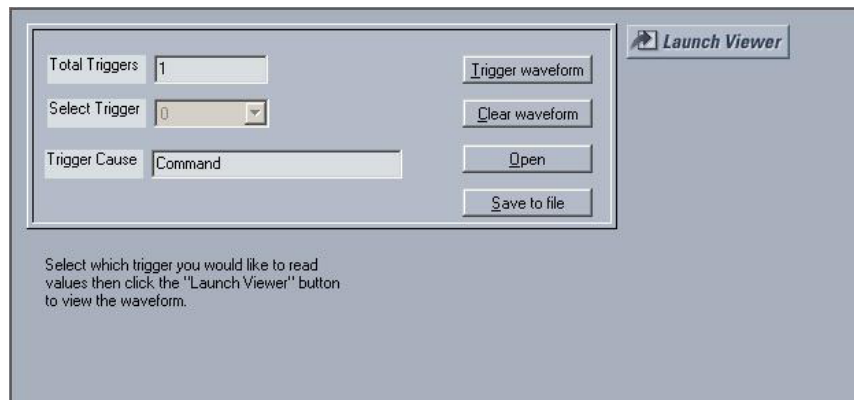 Launch Viewer
Total Triggers 1 Trigger waveform
Select Trigger 0 Clear waveform
Trigger Cause Command Open
Save to file
Select which trigger you would like to read
values then click the "Launch Viewer" button
to view the waveform.